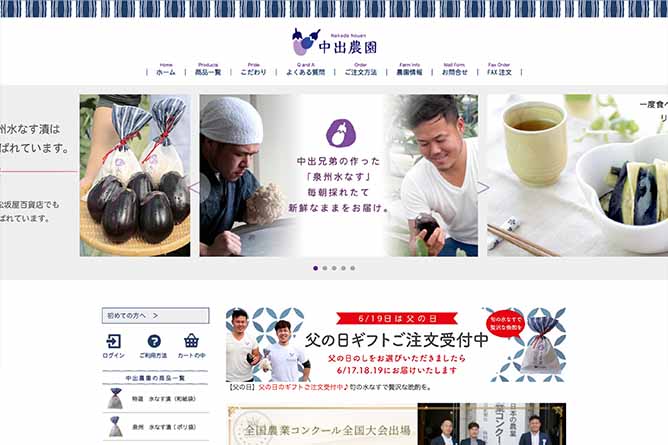 Nakade Nouen
中出農園
Home
ホーム
Products
商品一覧
Pride
こだわり
Q and A
よくある質問
Order
ご注文方法
Farm Info
農園情報
Mail Form
お問合せ
Fax Order
FAX 注文
州水なす漬は
ばれています。
松坂屋百貨店でも
ばれています。
中出兄弟の作った
「泉州水なす」
毎朝採れたて
新鮮なままをお届け。
一度食べ
り
初めての方へ >
ログイン
ご利用方法
カートの中
中出農園の商品一覧
特選 水なす漬(和紙袋)
泉州 水なす漬(ポリ袋)
6/19日は父の日
父の日ギフトご注文受付中
父の日のしをお選びいただきましたら
6/17.18.19にお届けいたします
旬の水なすで
贅沢な晩酌を
【父の日】父の日のギフトご注文受付中♪旬の水なすで贅沢な晩酌を。
全国農業コンクール全国大会出場
日本の農業
業コンクー